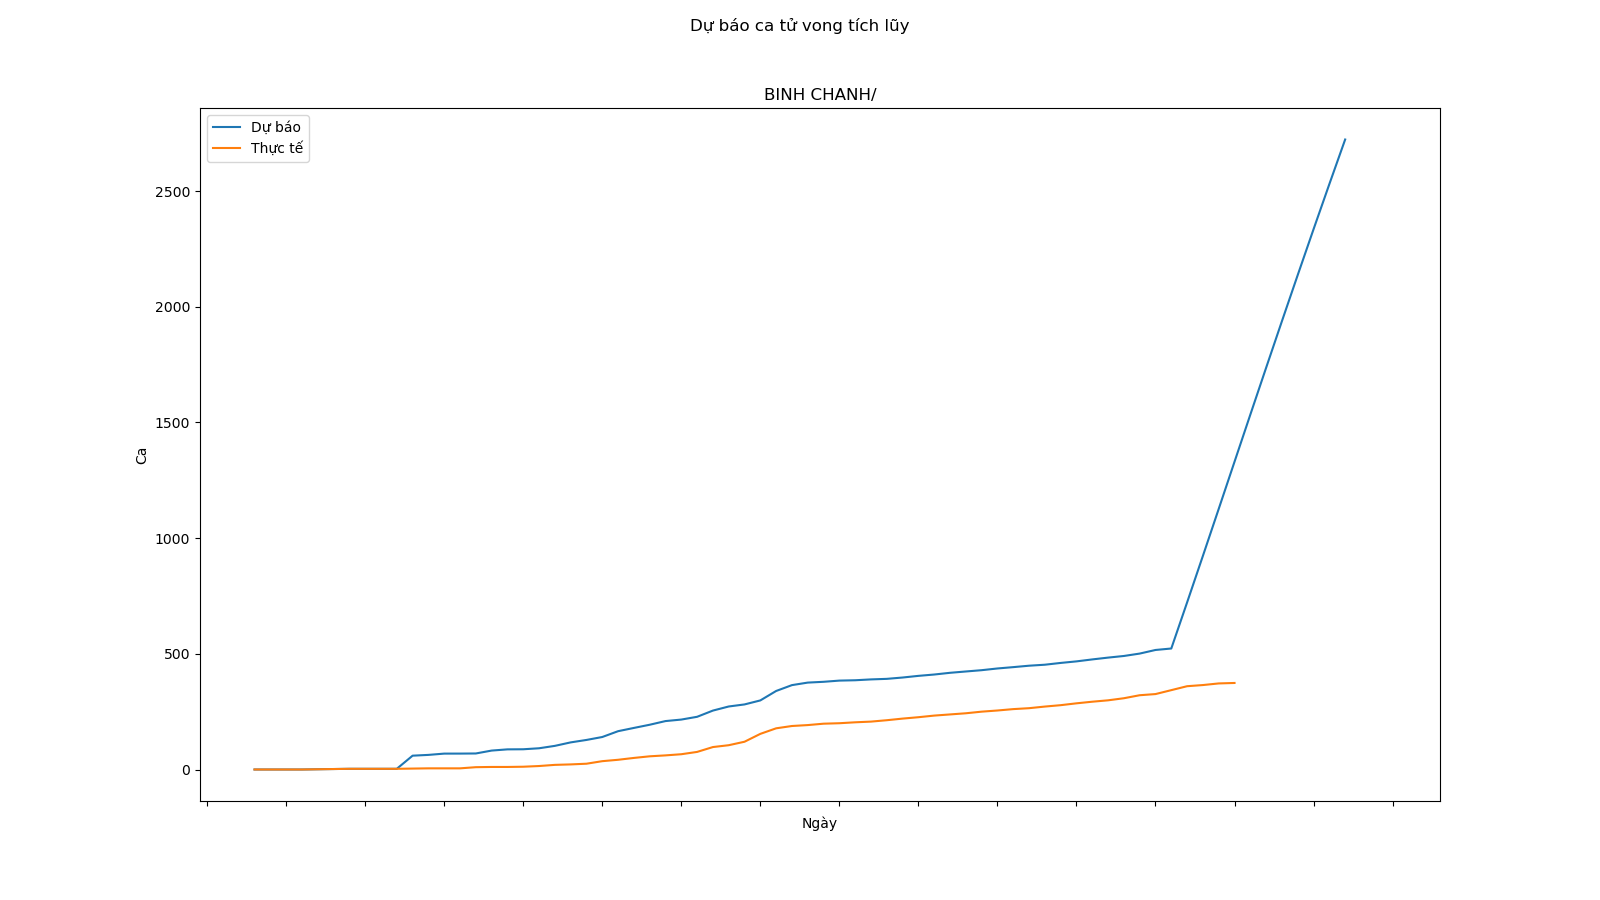 Dự báo ca tử vong tích lũy
BINH CHANH/
Dự báo
Thực tế
2500
2000
1500
1000
500
0
Ca
Ngày